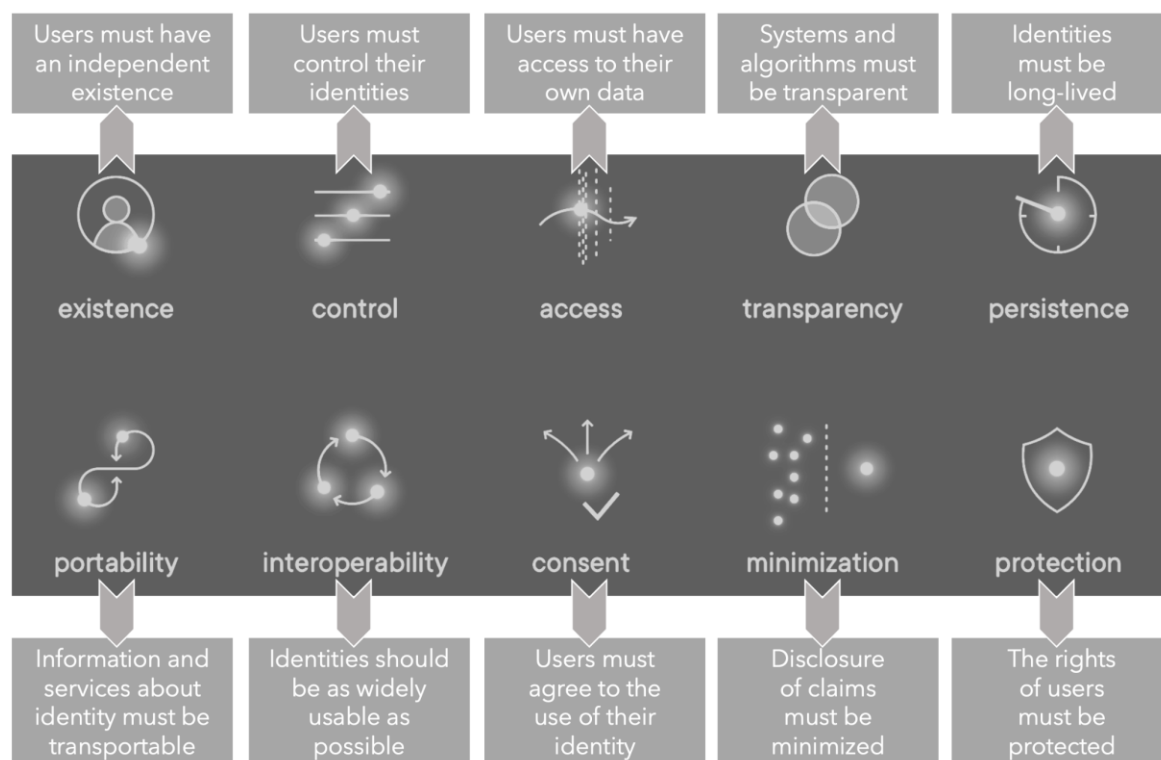 Users must have
an independent
existence
Users must
control their
identities
Users must have
access to their
own data
Systems and
algorithms must
be transparent
Identities
must be
long-lived
existence
control
access
transparency
persistence
portability
interoperability
consent
minimization
protection
Information and
services about
identity must be
transportable
Identities should
be as widely
usable as
possible
Users must
agree to the
use of their
identity
Disclosure
of claims
must be
minimized
The rights
of users
must be
protected